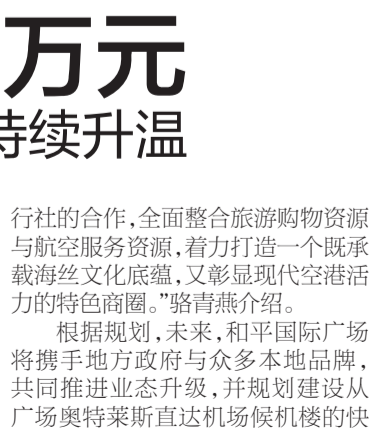 万元
持续升温
行社的合作,全面整合旅游购物资源
与航空服务资源,着力打造一个既承
载海丝文化底蕴,又彰显现代空港活
力的特色商圈。”骆青燕介绍。
根据规划,未来,和平国际广场
将携手地方政府与众多本地品牌,
共同推进业态升级,并规划建设从
广场奥特莱斯直达机场候机楼的快